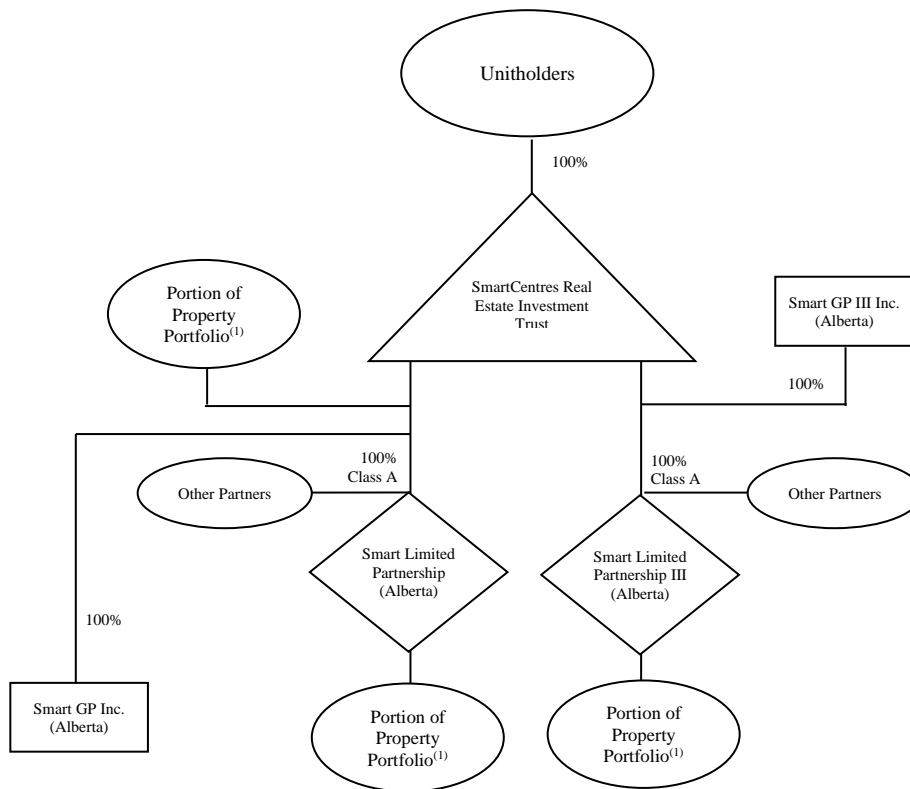 Unitholders
100%
SmartCentres Real
Estate Investment
Trust
Portion of
Property
Portfolio(1)
Smart GP III Inc.
(Alberta)
100%
100%
Class A
100%
Class A
Other Partners
Other Partners
Smart Limited
Partnership
(Alberta)
Smart Limited
Partnership III
(Alberta)
100%
Smart GP Inc.
(Alberta)
Portion of
Property
Portfolio(1)
Portion of
Property
Portfolio(1)